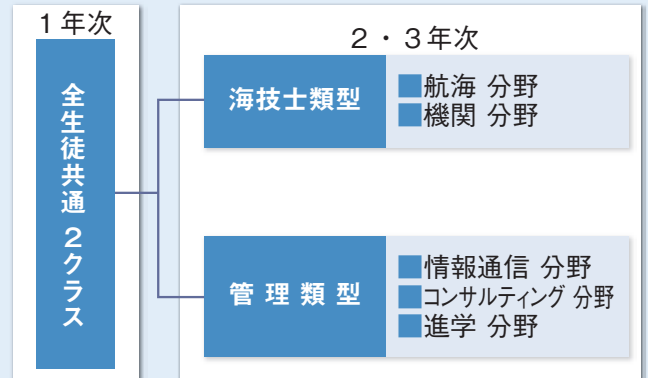 1年次
全生徒共通 2クラス
2・3年次
海技士類型
■航海 分野
■機関 分野
管理類型
■情報通信 分野
■コンサルティング 分野
■進学 分野